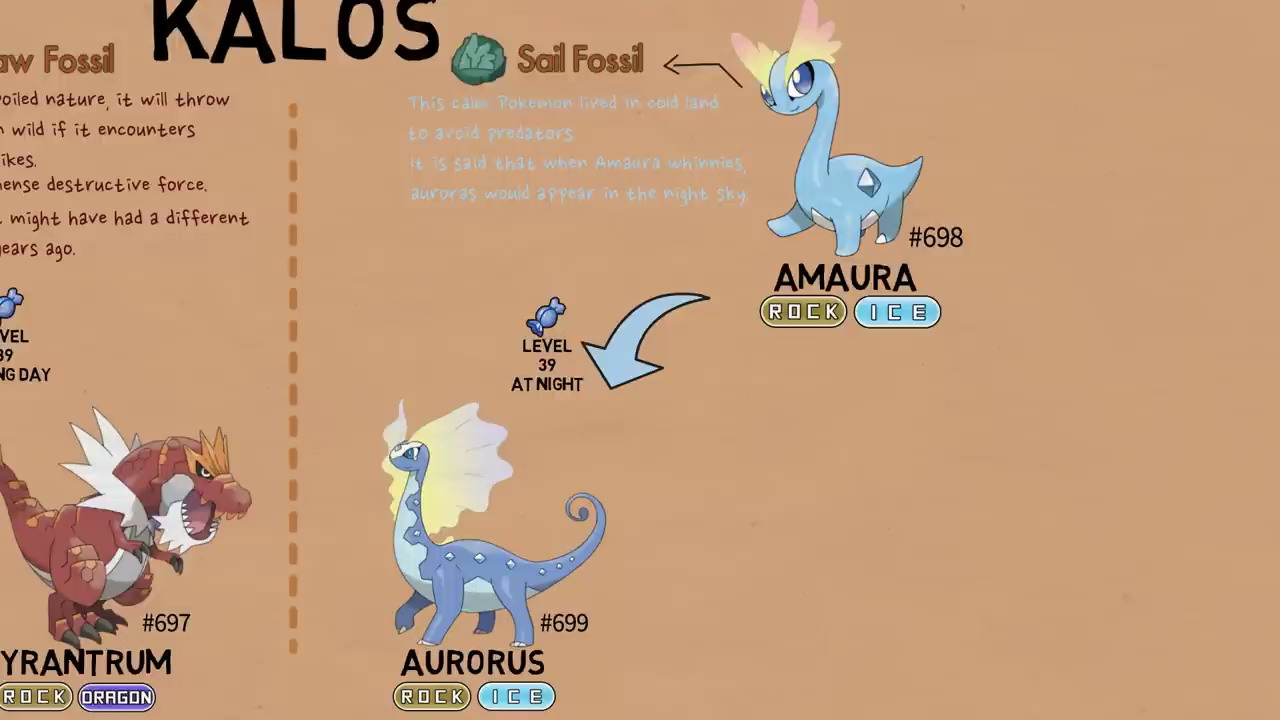 KALOS
aw Fossil
oiled nature, it will throw
n wild if it encounters
ikes.
ense destructive force.
might have had a different
years ago.
VEL
39
NG DAY
#697
YRANTRUM
ROCK DRAGON
Sail Fossil
This calm Pokemon lived in cold land
to avoid predators
It is said that when Amaura whinnies,
auroras would appear in the night sky.
#698
AMAURA
ROCK ICE
LEVEL
39
AT NIGHT
#699
AURORUS
ROCK ICE